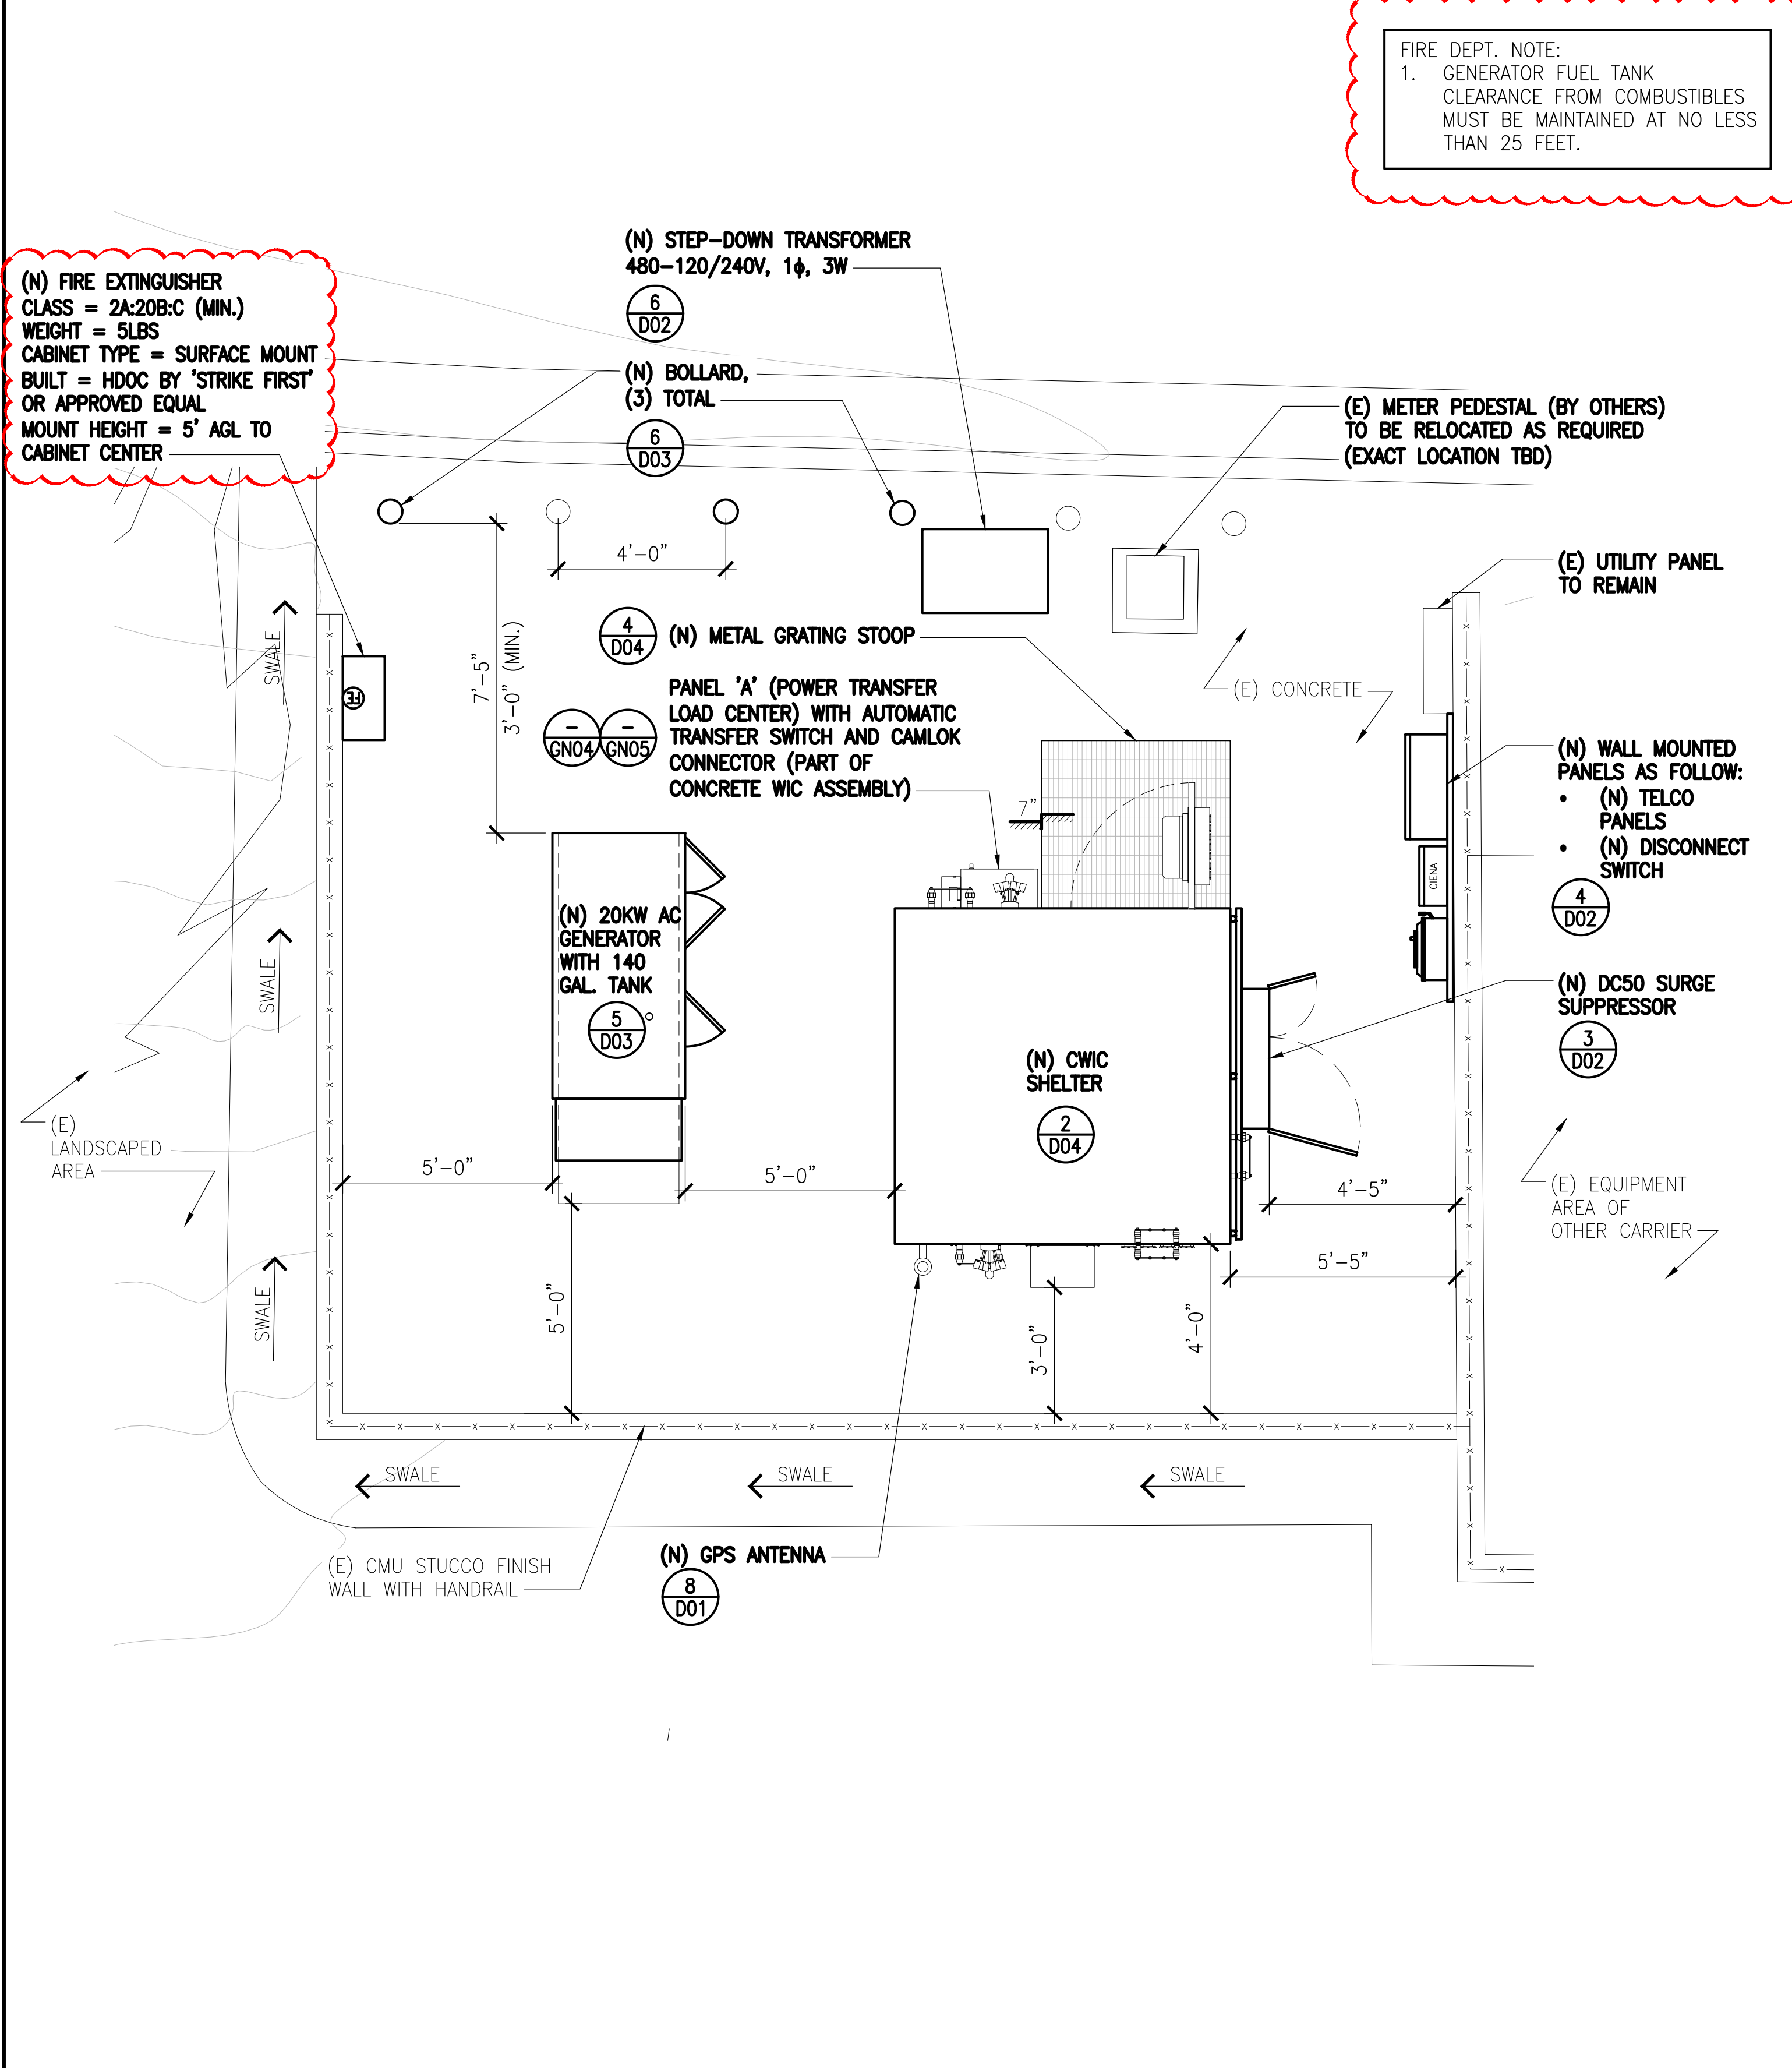 FIRE DEPT. NOTE:
1. GENERATOR FUEL TANK
CLEARANCE FROM COMBUSTIBLES
MUST BE MAINTAINED AT NO LESS
THAN 25 FEET.
(N) FIRE EXTINGUISHER
CLASS = 2A:20B:C (MIN.)
WEIGHT = 5LBS
CABINET TYPE = SURFACE MOUNT
BUILT = HDOC BY 'STRIKE FIRST'
OR APPROVED EQUAL
MOUNT HEIGHT = 5' AGL TO
CABINET CENTER
(N) STEP-DOWN TRANSFORMER
480-120/240V, 1ϕ, 3W
6
D02
(N) BOLLARD,
(3) TOTAL
6
D03
(E) METER PEDESTAL (BY OTHERS)
TO BE RELOCATED AS REQUIRED
(EXACT LOCATION TBD)
4'-0"
(E) UTILITY PANEL
TO REMAIN
SWALE
FE
7'-5"
3'-0" (MIN.)
4
D04
(N) METAL GRATING STOOP
(E) CONCRETE
PANEL 'A' (POWER TRANSFER
LOAD CENTER) WITH AUTOMATIC
TRANSFER SWITCH AND CAMLOK
CONNECTOR (PART OF
CONCRETE WIC ASSEMBLY)
-
GN04
-
GN05
7"
(N) WALL MOUNTED
PANELS AS FOLLOW:
• (N) TELCO
PANELS
• (N) DISCONNECT
SWITCH
4
D02
CIENA
(N) 20KW AC
GENERATOR
WITH 140
GAL. TANK
5
D03
SWALE
(N) DC50 SURGE
SUPPRESSOR
3
D02
(N) CWIC
SHELTER
2
D04
(E)
LANDSCAPED
AREA
5'-0"
5'-0"
4'-5"
(E) EQUIPMENT
AREA OF
OTHER CARRIER
5'-5"
SWALE
5'-0"
3'-0"
4'-0"
SWALE
SWALE
SWALE
(E) CMU STUCCO FINISH
WALL WITH HANDRAIL
(N) GPS ANTENNA
8
D01